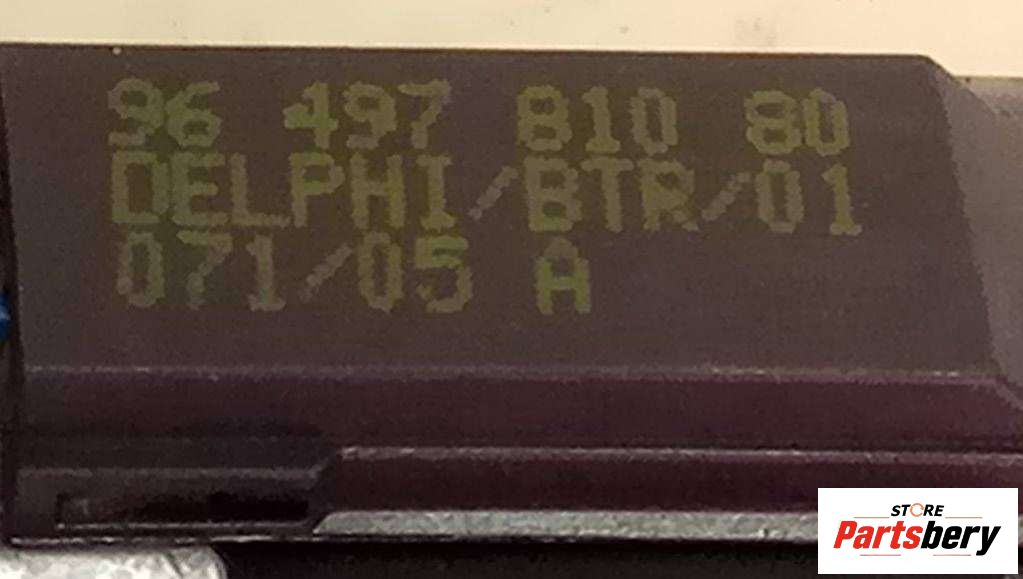 96 497 810 80
DELPHI/BTR/01
071/05 A
STORE
Partsbery